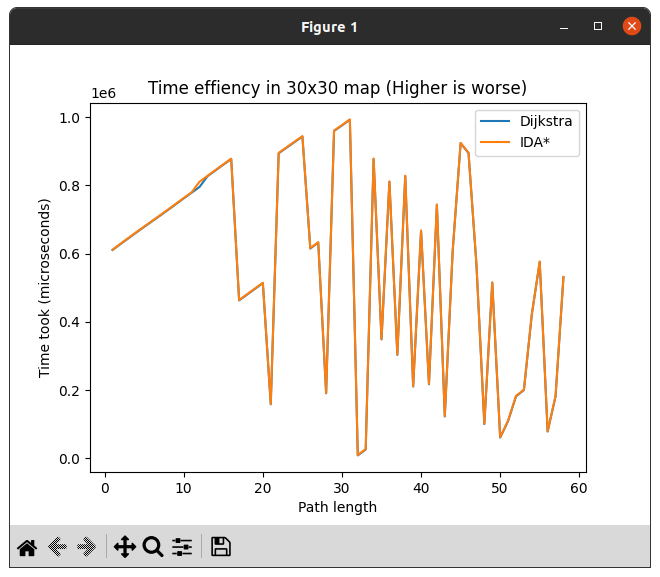 Figure 1
Time effiency in 30x30 map (Higher is worse)
1e6
Dijkstra
IDA*
1.0
0.8
0.6
0.4
0.2
0.0
Time took (microseconds)
0 10 20 30 40 50 60
Path length